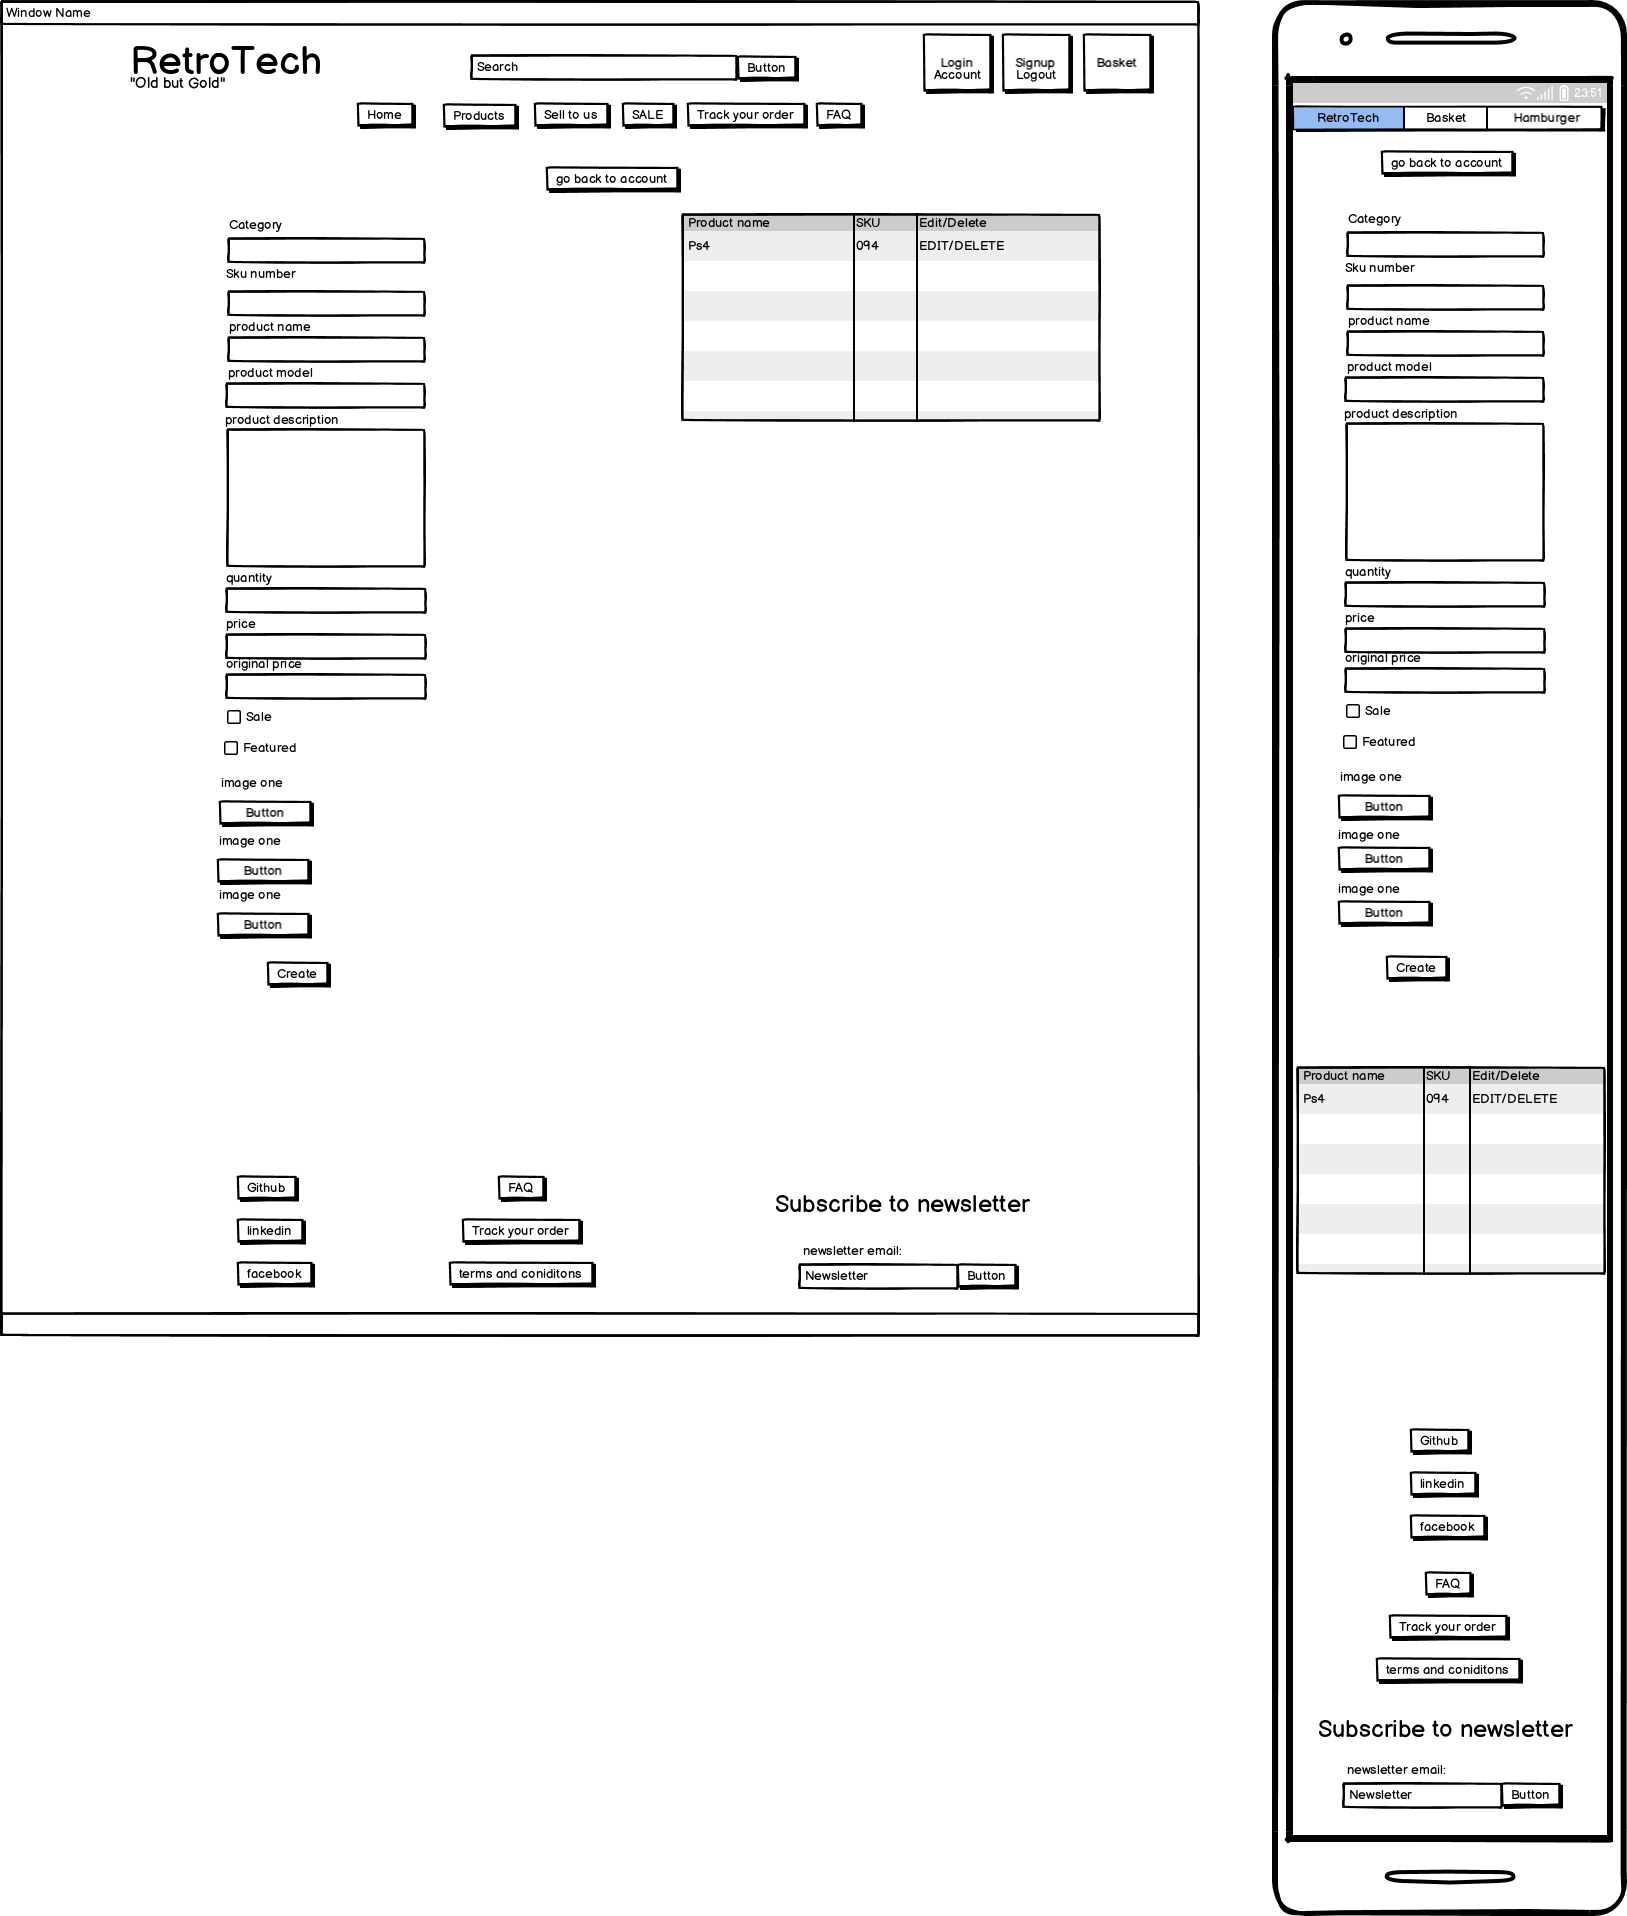 Window Name
RetroTech
"Old but Gold"
Search
Button
Login
Account
Signup
Logout
Basket
Home
Products
Sell to us
SALE
Track your order
FAQ
go back to account
Category
Sku number
product name
product model
product description
quantity
price
original price
Sale
Featured
image one
Button
image one
Button
image one
Button
Create
Product name SKU Edit/Delete
Ps4 094 EDIT/DELETE
Github
linkedin
facebook
FAQ
Track your order
terms and coniditons
Subscribe to newsletter
newsletter email:
Newsletter
Button
23:51
RetroTech
Basket
Hamburger
go back to account
Category
Sku number
product name
product model
product description
quantity
price
original price
Sale
Featured
image one
Button
image one
Button
image one
Button
Create
Product name SKU Edit/Delete
Ps4 094 EDIT/DELETE
Github
linkedin
facebook
FAQ
Track your order
terms and coniditons
Subscribe to newsletter
newsletter email:
Newsletter
Button